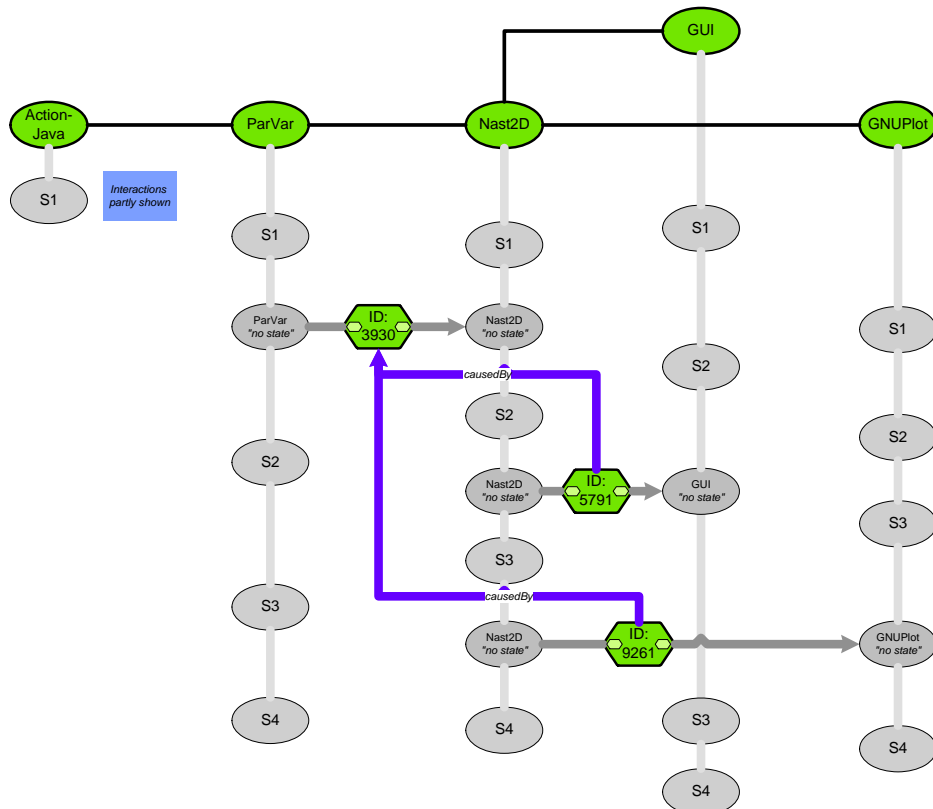 GUI
Action-
Java
ParVar
Nast2D
GNUPlot
S1
Interactions
partly shown
S1
S1
S1
ParVar
"no state"
ID:
3930
Nast2D
"no state"
S1
causedBy
S2
S2
S2
S2
Nast2D
"no state"
ID:
5791
GUI
"no state"
S3
S3
causedBy
S3
Nast2D
"no state"
ID:
9261
GNUPlot
"no state"
S4
S4
S3
S4
S4